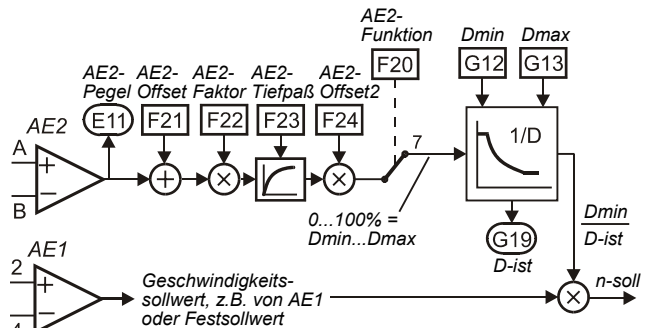 AE2-
Funktion
F20
Dmin
Dmax
G12
G13
AE2-
Pegel
AE2-
Offset
AE2-
Faktor
AE2-
Tiefpaß
AE2-
Offset2
E11
F21
F22
F23
F24
AE2
A
+
−
B
+
×
×
7
1/D
0...100% =
Dmin...Dmax
G19
D-ist
Dmin
D-ist
AE1
2
+
−
4
Geschwindigkeits-
sollwert, z.B. von AE1
oder Festsollwert
×
n-soll